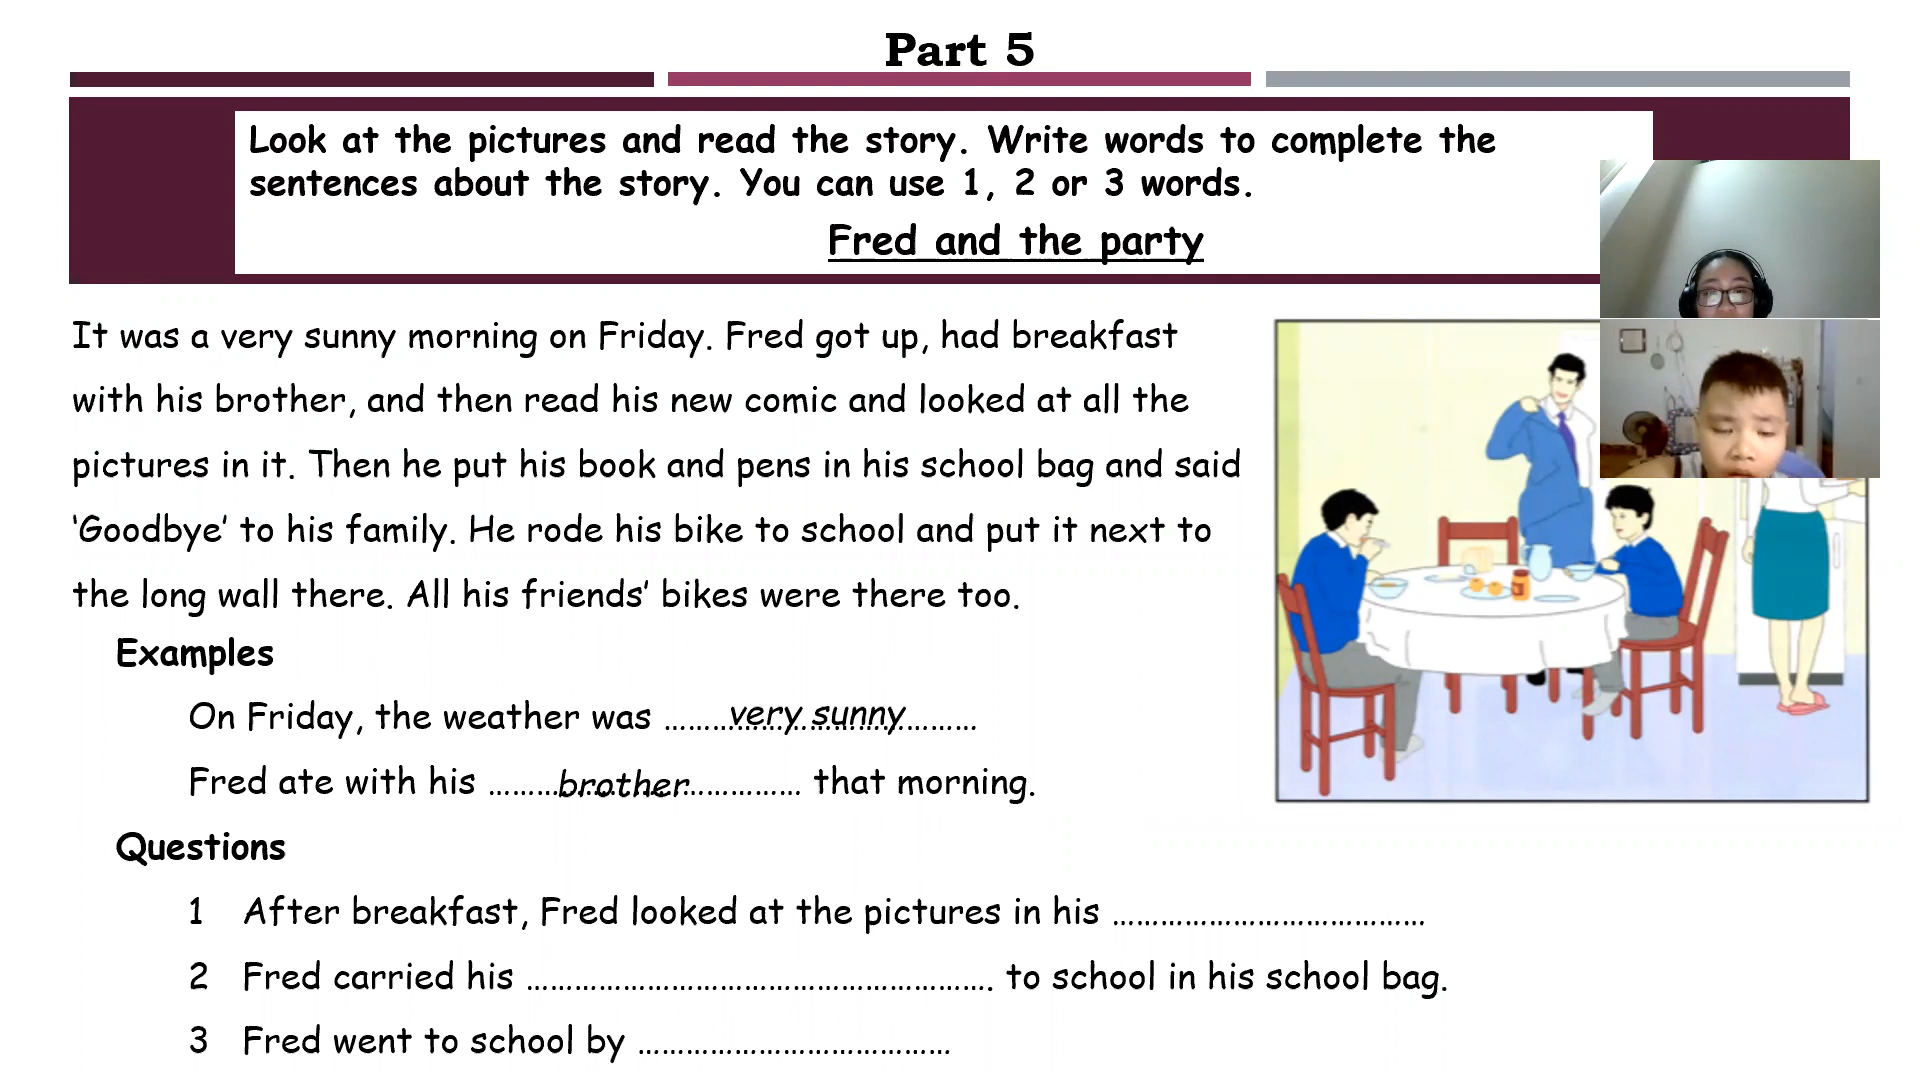 Part 5
Look at the pictures and read the story. Write words to complete the
sentences about the story. You can use 1, 2 or 3 words.
Fred and the party
It was a very sunny morning on Friday. Fred got up, had breakfast
with his brother, and then read his new comic and looked at all the
pictures in it. Then he put his book and pens in his school bag and said
‘Goodbye’ to his family. He rode his bike to school and put it next to
the long wall there. All his friends’ bikes were there too.
Examples
On Friday, the weather was ……..very sunny………
Fred ate with his ………brother………………… that morning.
Questions
1 After breakfast, Fred looked at the pictures in his …………………………………
2 Fred carried his …………………………………………………. to school in his school bag.
3 Fred went to school by …………………………………